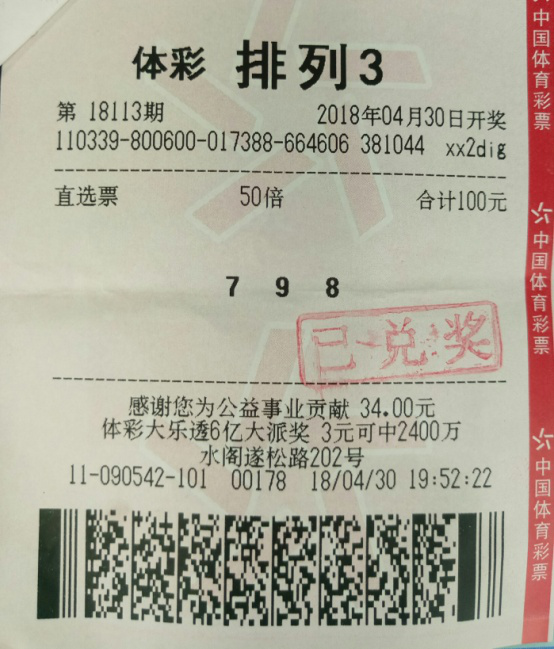 体彩 排列3
第 18113期 2018年04月30日开奖
110339-800600-017388-664606 381044 xx2dig
直选票 50倍 合计100元
7 9 8
已兑奖
感谢您为公益事业贡献 34.00元
体彩大乐透6亿大派奖 3元可中2400万
水阁遂松路202号
11-090542-101 00178 18/04/30 19:52:22
中国体育彩票
中国体育彩票
中国体育彩票